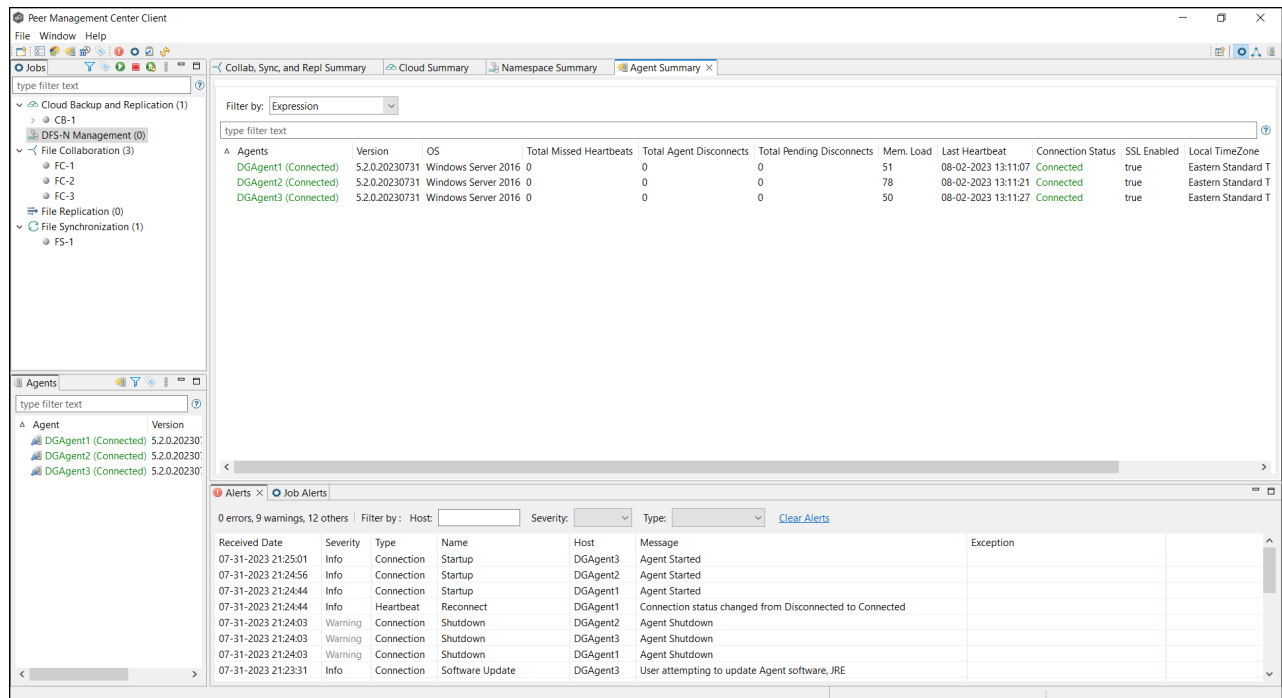 Peer Management Center Client
File Window Help
Jobs
type filter text
Cloud Backup and Replication (1)
CB-1
DFS-N Management (0)
File Collaboration (3)
FC-1
FC-2
FC-3
File Replication (0)
File Synchronization (1)
FS-1
Agents
type filter text
Agent Version
DGAgent1 (Connected) 5.2.0.20230
DGAgent2 (Connected) 5.2.0.20230
DGAgent3 (Connected) 5.2.0.20230
Collab, Sync, and Repl Summary Cloud Summary Namespace Summary Agent Summary
Filter by: Expression
type filter text
Agents Version OS Total Missed Heartbeats Total Agent Disconnects Total Pending Disconnects Mem. Load Last Heartbeat Connection Status SSL Enabled Local TimeZone
DGAgent1 (Connected) 5.2.0.20230731 Windows Server 2016 0 0 0 51 08-02-2023 13:11:07 Connected true Eastern Standard T
DGAgent2 (Connected) 5.2.0.20230731 Windows Server 2016 0 0 0 78 08-02-2023 13:11:21 Connected true Eastern Standard T
DGAgent3 (Connected) 5.2.0.20230731 Windows Server 2016 0 0 0 50 08-02-2023 13:11:27 Connected true Eastern Standard T
Alerts Job Alerts
0 errors, 9 warnings, 12 others Filter by : Host: Severity: Type: Clear Alerts
Received Date Severity Type Name Host Message Exception
07-31-2023 21:25:01 Info Connection Startup DGAgent3 Agent Started
07-31-2023 21:24:56 Info Connection Startup DGAgent2 Agent Started
07-31-2023 21:24:44 Info Connection Startup DGAgent1 Agent Started
07-31-2023 21:24:44 Info Heartbeat Reconnect DGAgent1 Connection status changed from Disconnected to Connected
07-31-2023 21:24:03 Warning Connection Shutdown DGAgent2 Agent Shutdown
07-31-2023 21:24:03 Warning Connection Shutdown DGAgent3 Agent Shutdown
07-31-2023 21:24:03 Warning Connection Shutdown DGAgent1 Agent Shutdown
07-31-2023 21:23:31 Info Connection Software Update DGAgent3 User attempting to update Agent software, JRE